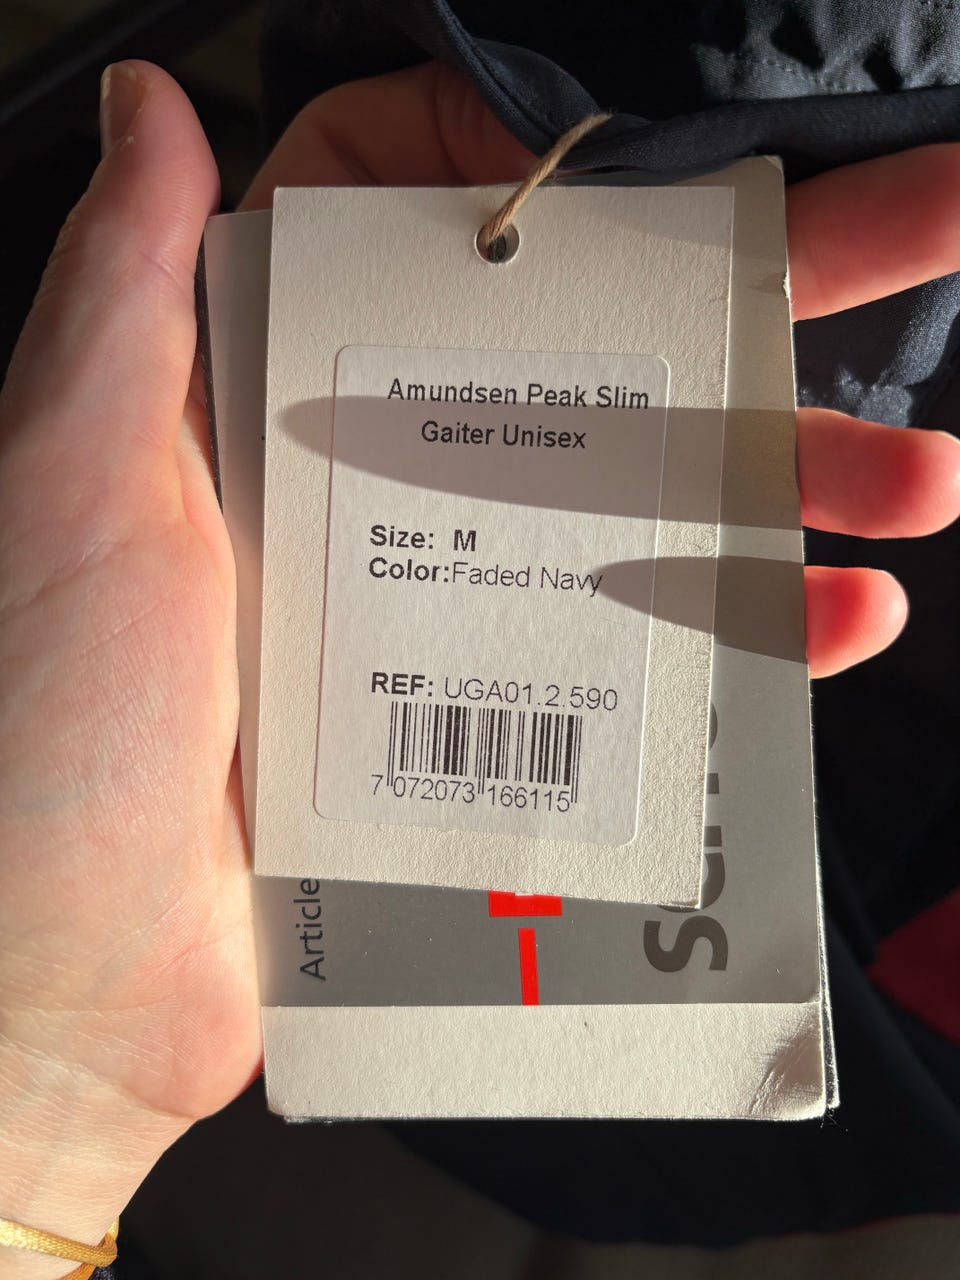 Amundsen Peak Slim
Gaiter Unisex
Size: M
Color:Faded Navy
REF: UGA01.2.590
7 072073 166115
Article